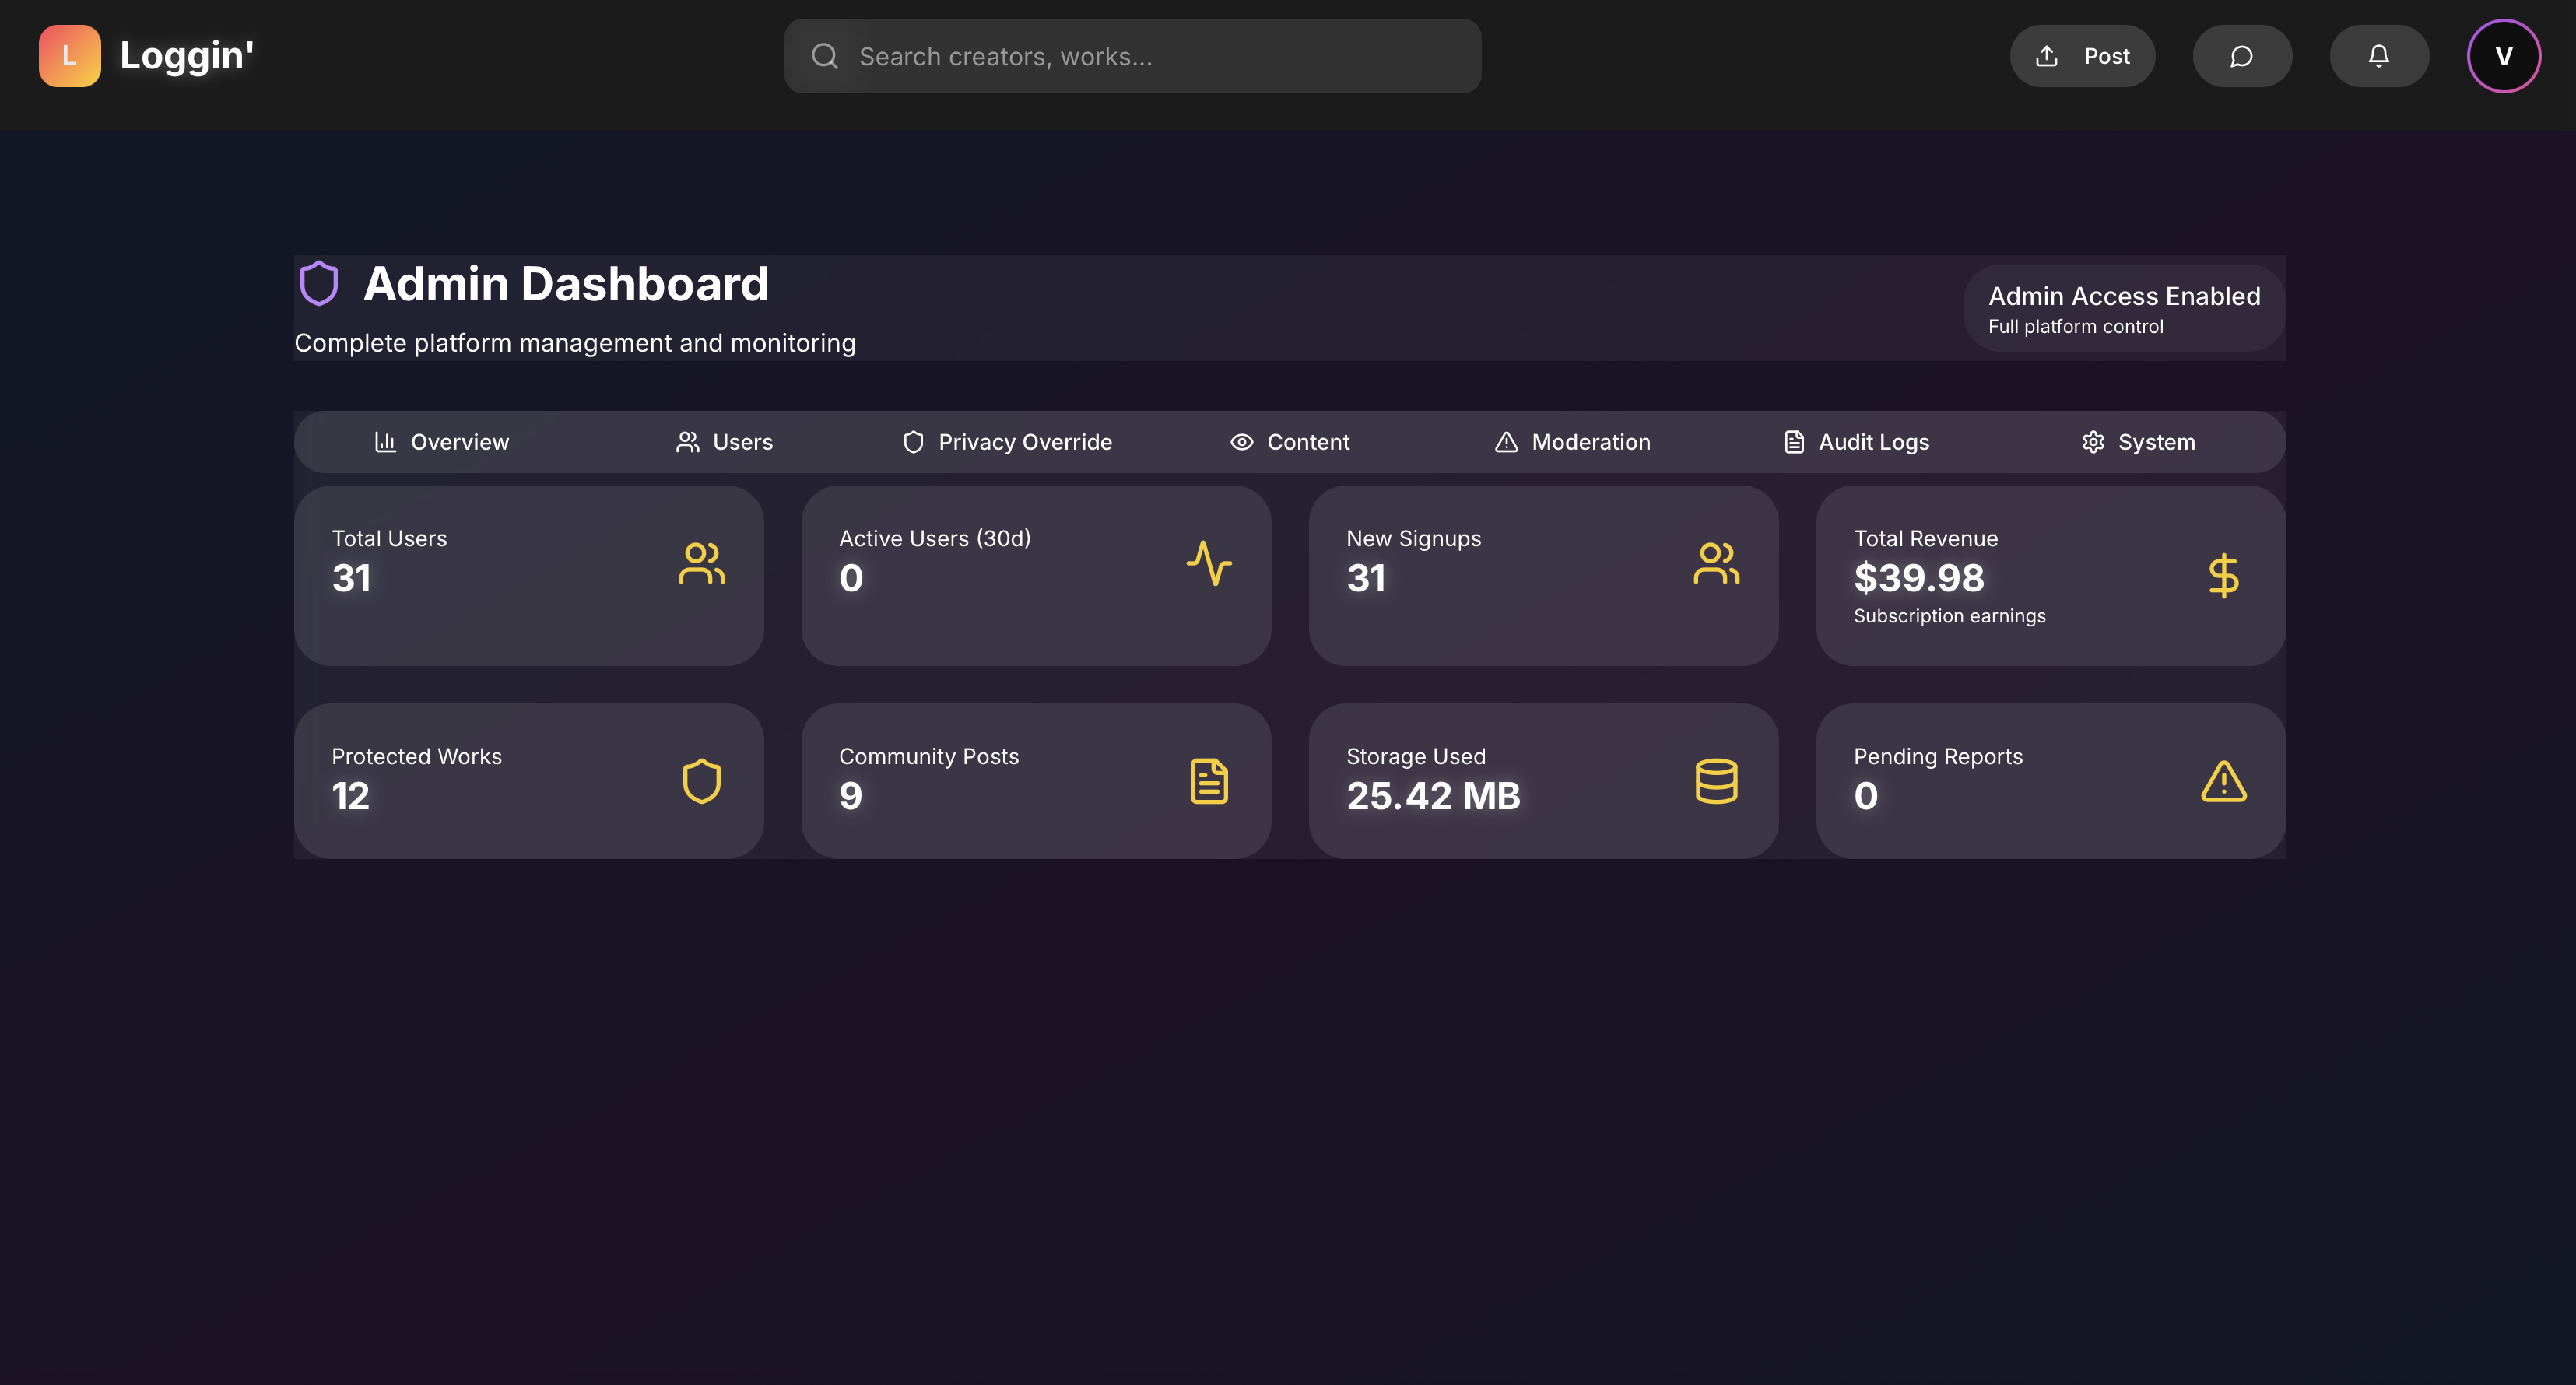 L Loggin'
Search creators, works...
Post
V
Admin Dashboard
Complete platform management and monitoring
Admin Access Enabled
Full platform control
Overview Users Privacy Override Content Moderation Audit Logs System
Total Users
31
Active Users (30d)
0
New Signups
31
Total Revenue
$39.98
Subscription earnings
Protected Works
12
Community Posts
9
Storage Used
25.42 MB
Pending Reports
0